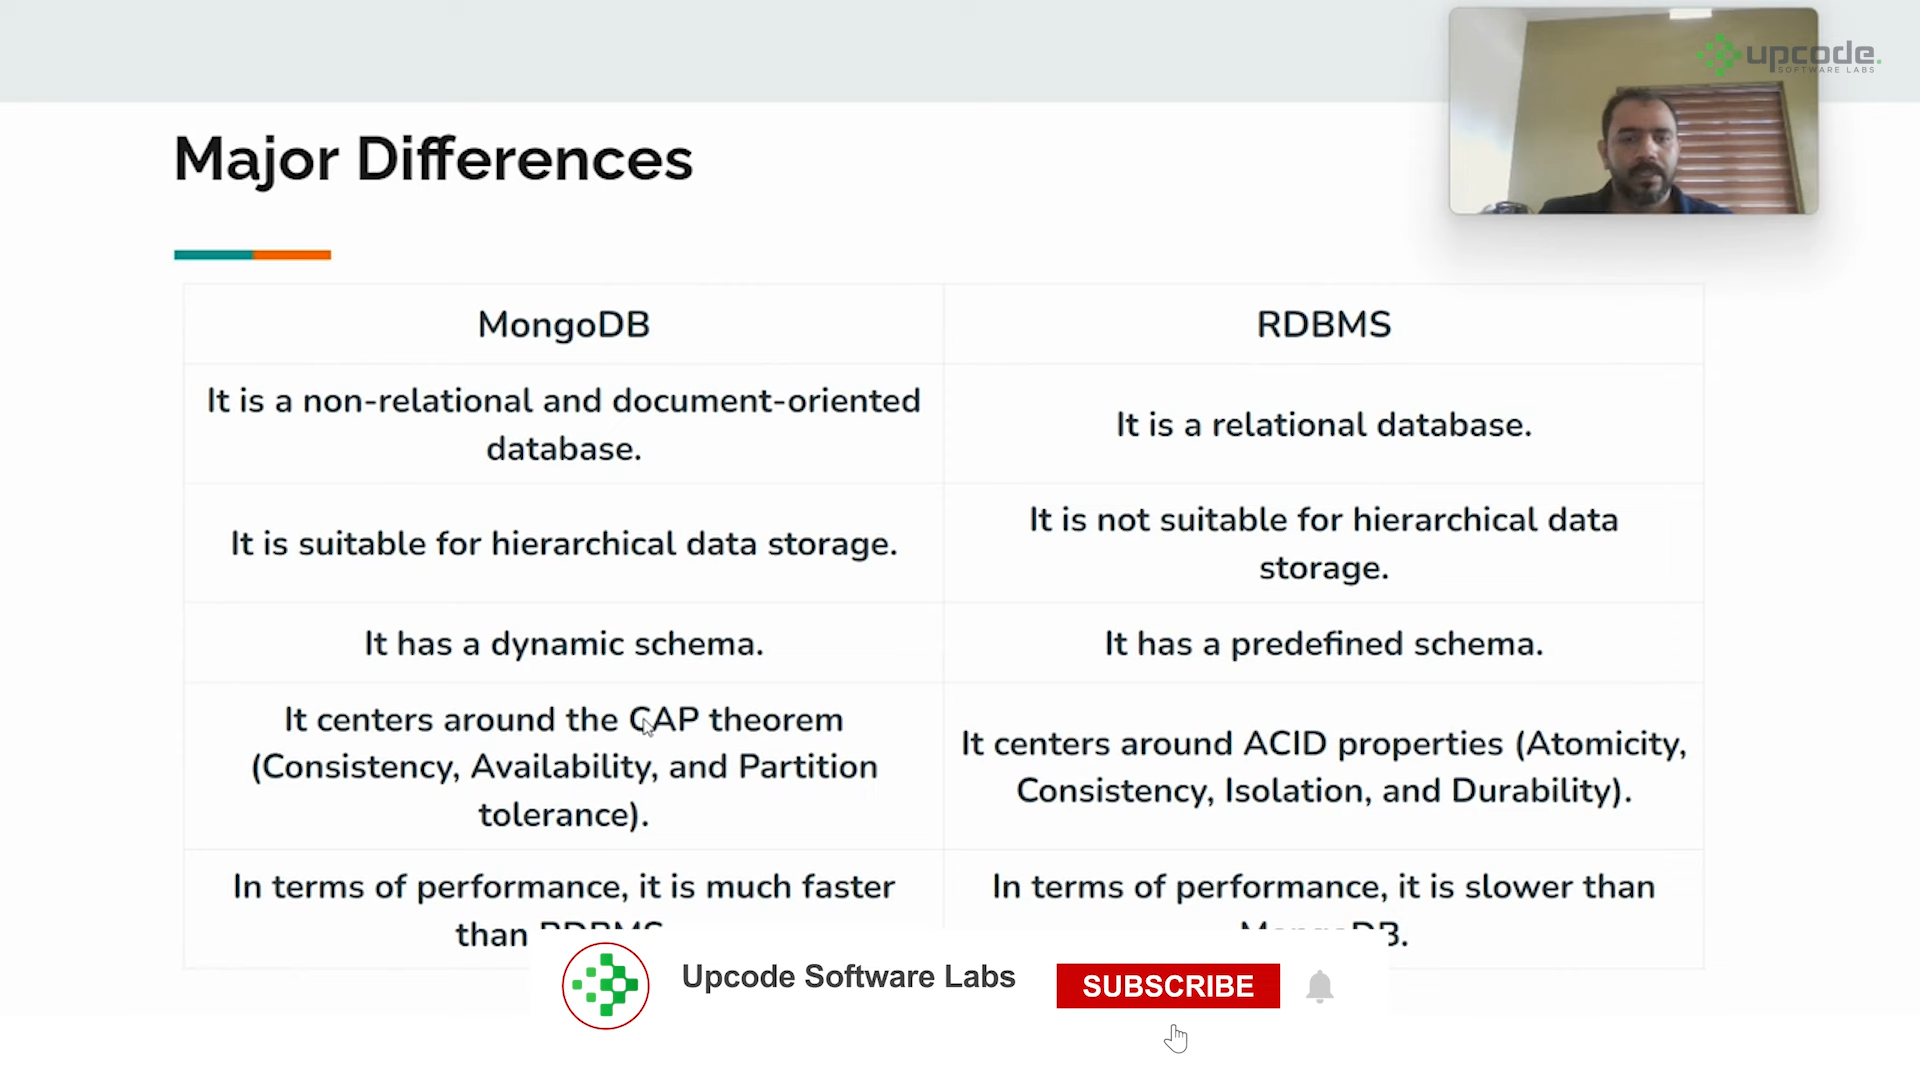 upcode.
SOFTWARE LABS
Major Differences
MongoDB
RDBMS
It is a non-relational and document-oriented
database.
It is a relational database.
It is suitable for hierarchical data storage.
It is not suitable for hierarchical data
storage.
It has a dynamic schema.
It has a predefined schema.
It centers around the CAP theorem
(Consistency, Availability, and Partition
tolerance).
It centers around ACID properties (Atomicity,
Consistency, Isolation, and Durability).
In terms of performance, it is much faster
than RDBMS
In terms of performance, it is slower than
MongoDB.
Upcode Software Labs
SUBSCRIBE